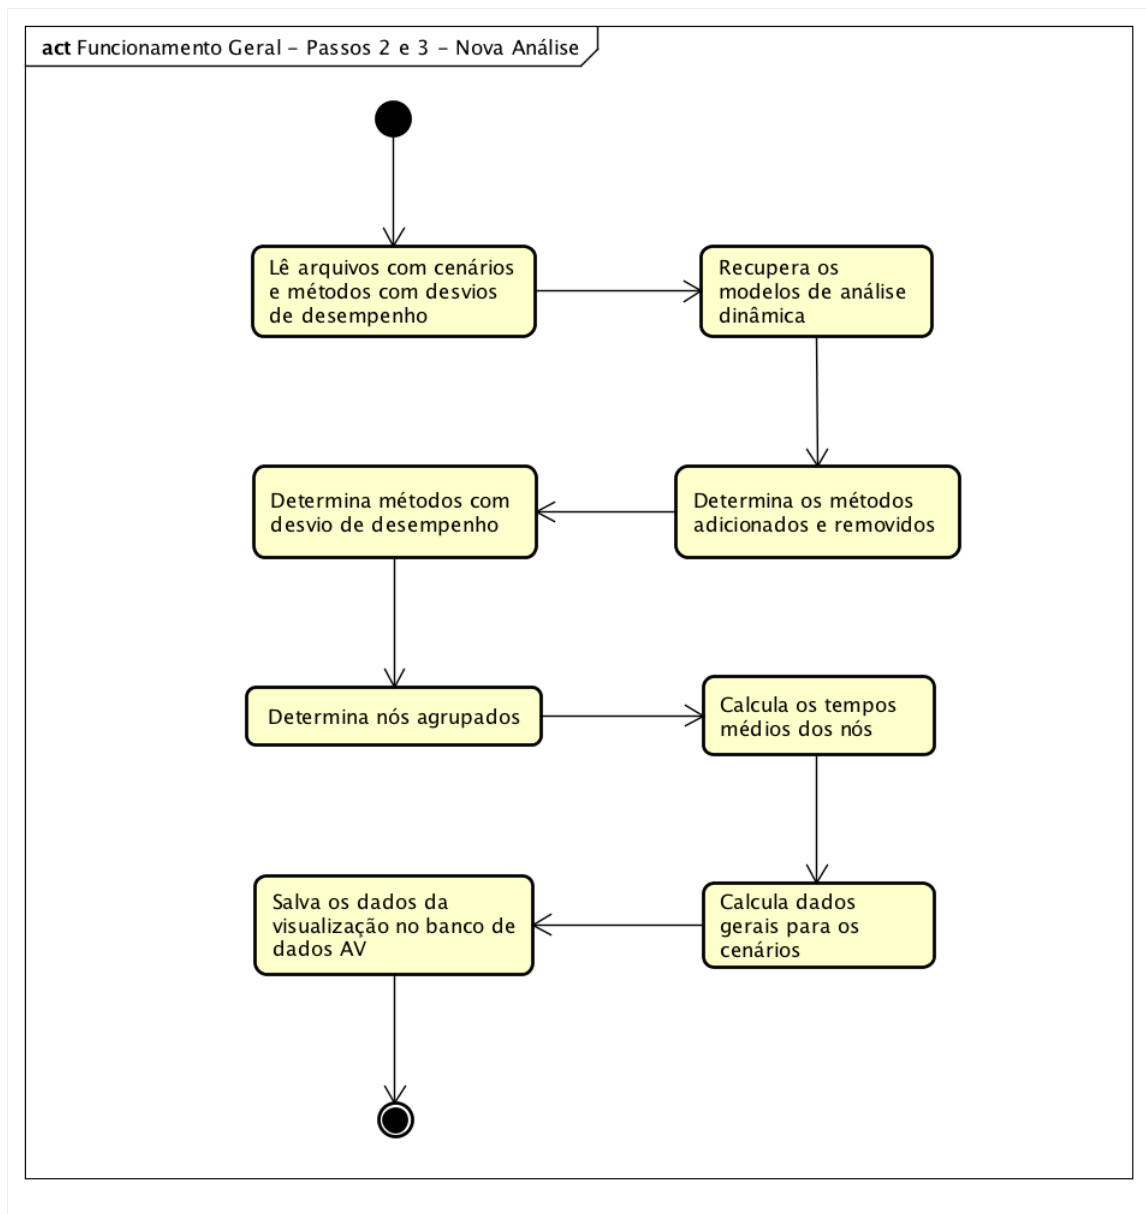 act Funcionamento Geral – Passos 2 e 3 – Nova Análise
Lê arquivos com cenários
e métodos com desvios
de desempenho
Recupera os
modelos de análise
dinâmica
Determina os métodos
adicionados e removidos
Determina métodos com
desvio de desempenho
Determina nós agrupados
Calcula os tempos
médios dos nós
Calcula dados
gerais para os
cenários
Salva os dados da
visualização no banco de
dados AV